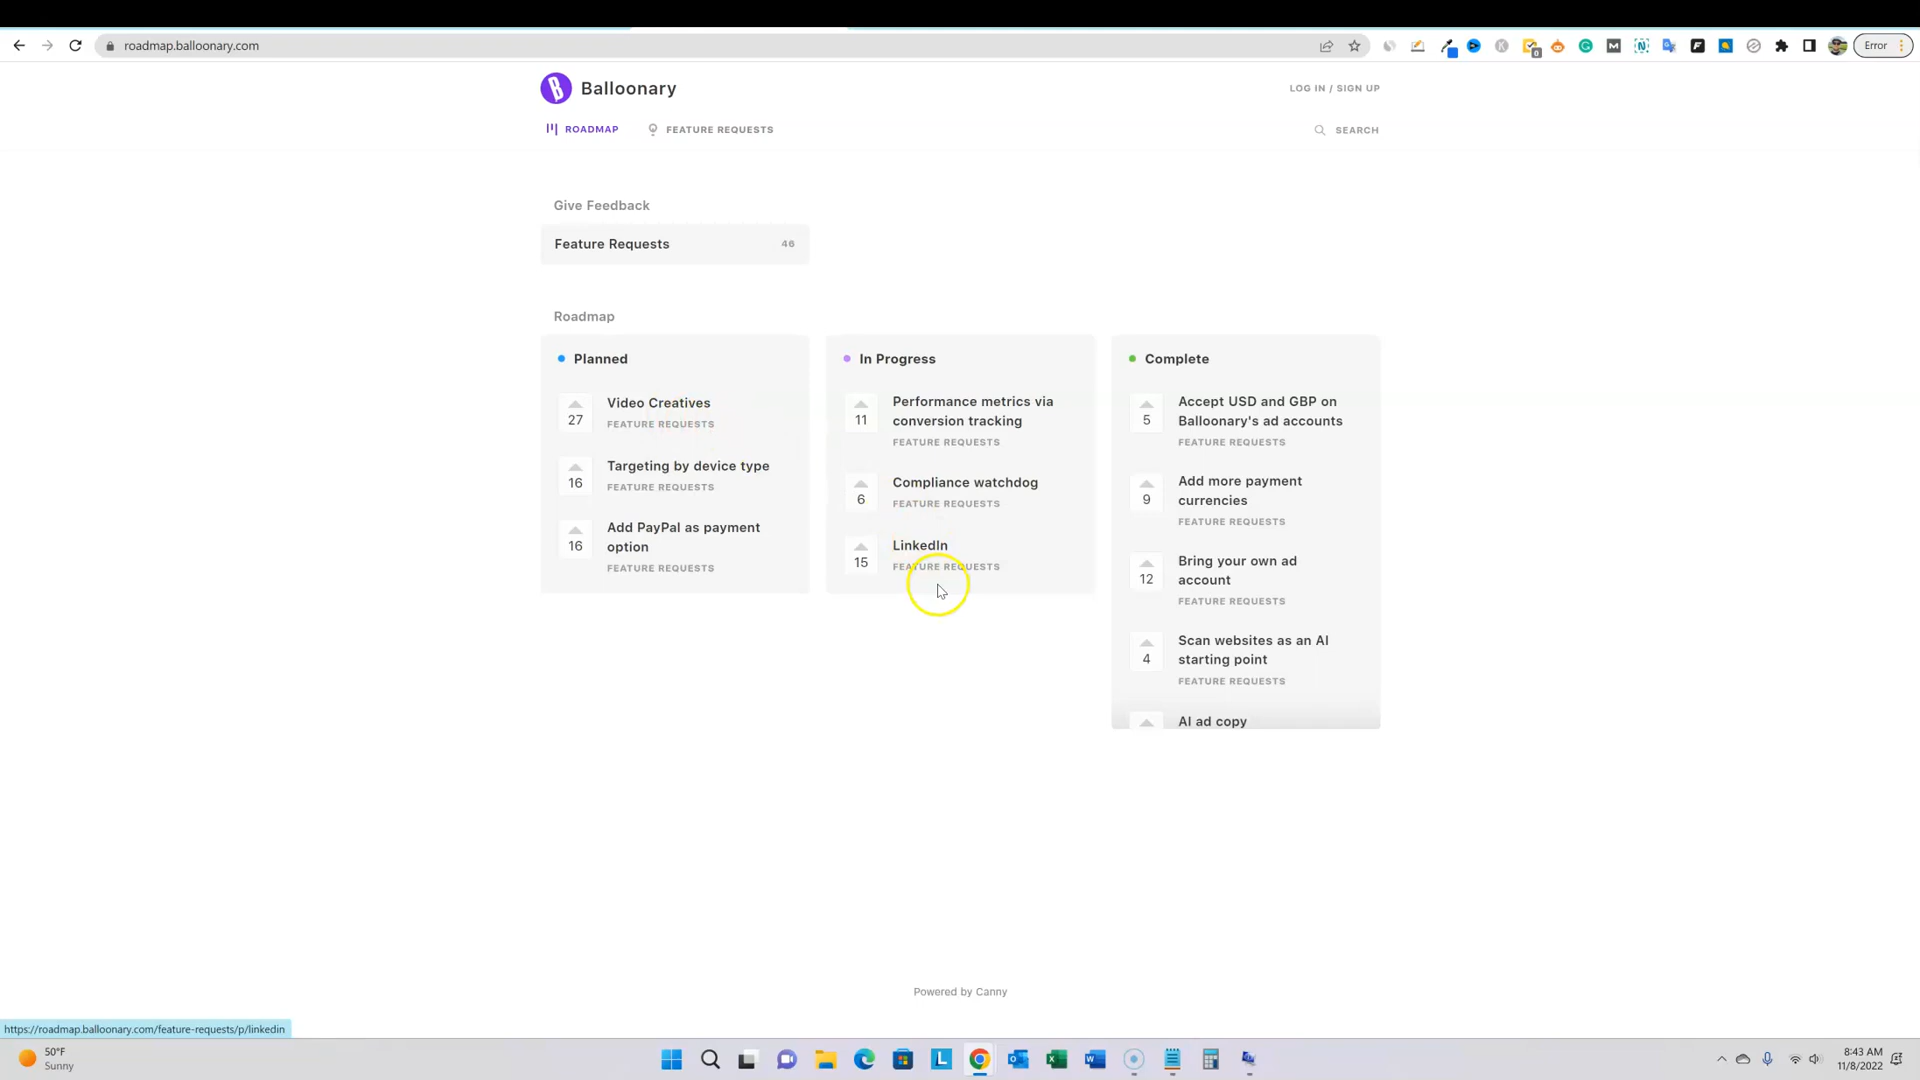 roadmap.balloonary.com
Error
Balloonary
LOG IN / SIGN UP
ROADMAP
FEATURE REQUESTS
SEARCH
Give Feedback
Feature Requests
46
Roadmap
Planned
27
Video Creatives
FEATURE REQUESTS
16
Targeting by device type
FEATURE REQUESTS
16
Add PayPal as payment
option
FEATURE REQUESTS
In Progress
11
Performance metrics via
conversion tracking
FEATURE REQUESTS
6
Compliance watchdog
FEATURE REQUESTS
15
LinkedIn
FEATURE REQUESTS
Complete
5
Accept USD and GBP on
Balloonary's ad accounts
FEATURE REQUESTS
9
Add more payment
currencies
FEATURE REQUESTS
12
Bring your own ad
account
FEATURE REQUESTS
4
Scan websites as an AI
starting point
FEATURE REQUESTS
AI ad copy
Powered by Canny
https://roadmap.balloonary.com/feature-requests/p/linkedin
50°F
Sunny
8:43 AM
11/8/2022